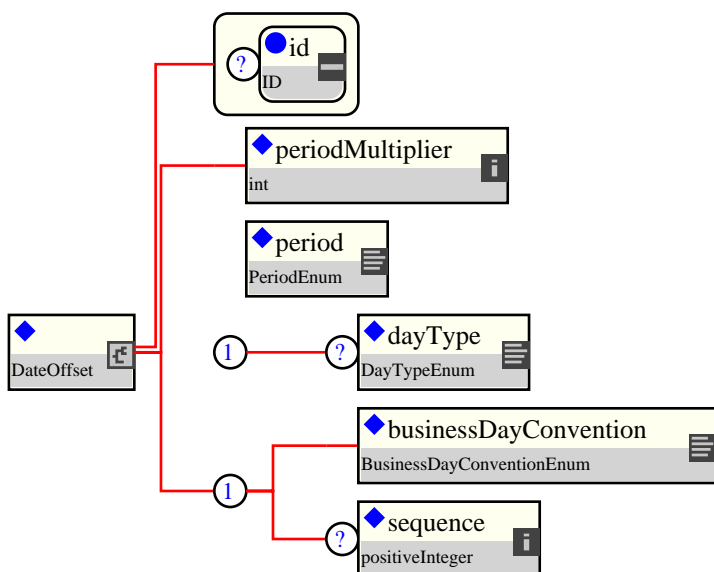 ? id
ID
periodMultiplier
int
period
PeriodEnum
DateOffset
1 ? dayType
DayTypeEnum
businessDayConvention
BusinessDayConventionEnum
1
? sequence
positiveInteger